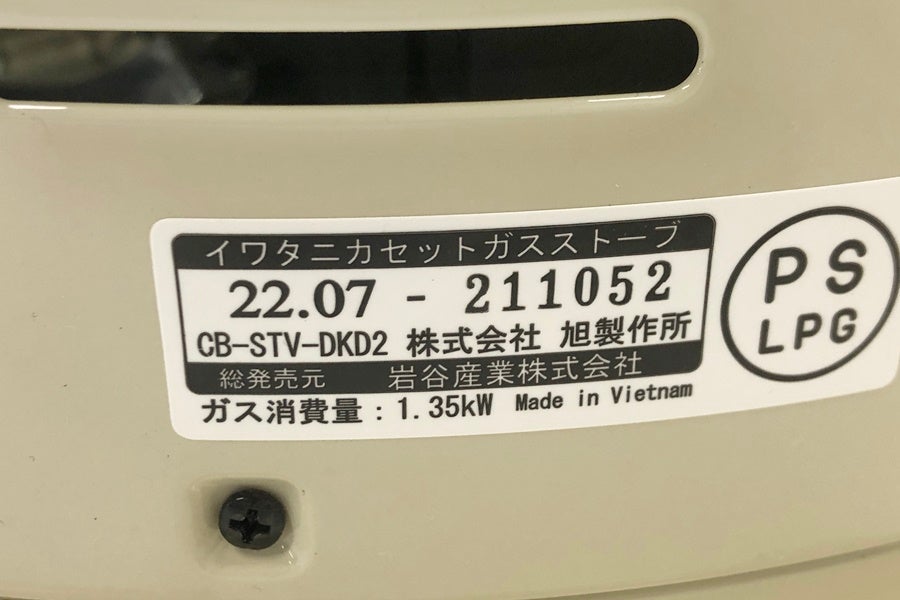 イワタニカセットガスストーブ
22.07 - 211052
CB-STV-DKD2 株式会社 旭製作所
総発売元 岩谷産業株式会社
ガス消費量：1.35kW Made in Vietnam
PS
LPG